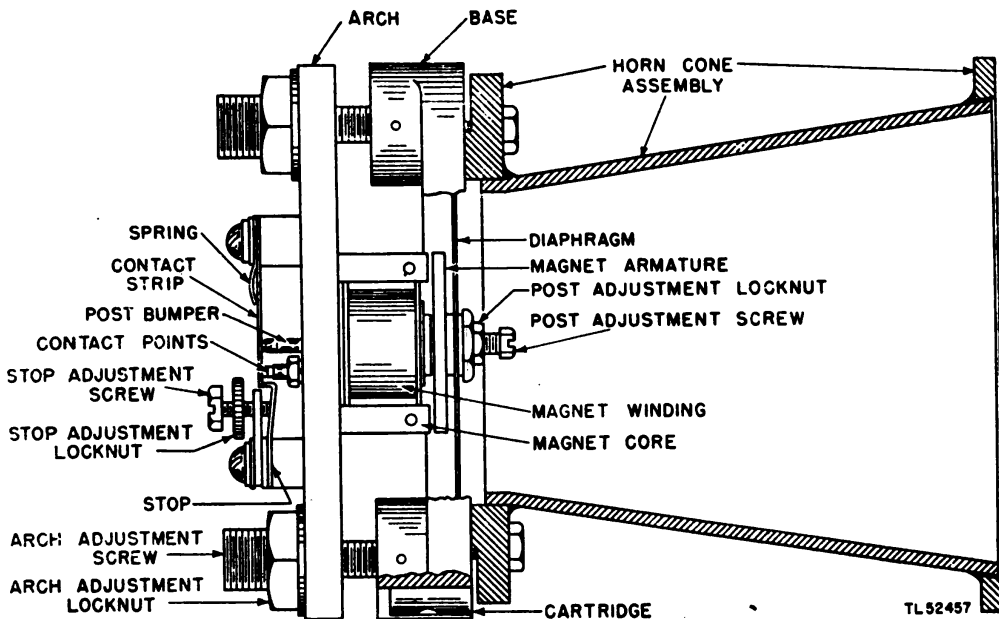 ARCH
BASE
HORN CONE
ASSEMBLY
SPRING
CONTACT
STRIP
POST BUMPER
CONTACT POINTS
STOP ADJUSTMENT
SCREW
STOP ADJUSTMENT
LOCKNUT
STOP
ARCH ADJUSTMENT
SCREW
ARCH ADJUSTMENT
LOCKNUT
DIAPHRAGM
MAGNET ARMATURE
POST ADJUSTMENT LOCKNUT
POST ADJUSTMENT SCREW
MAGNET WINDING
MAGNET CORE
CARTRIDGE
TL52457